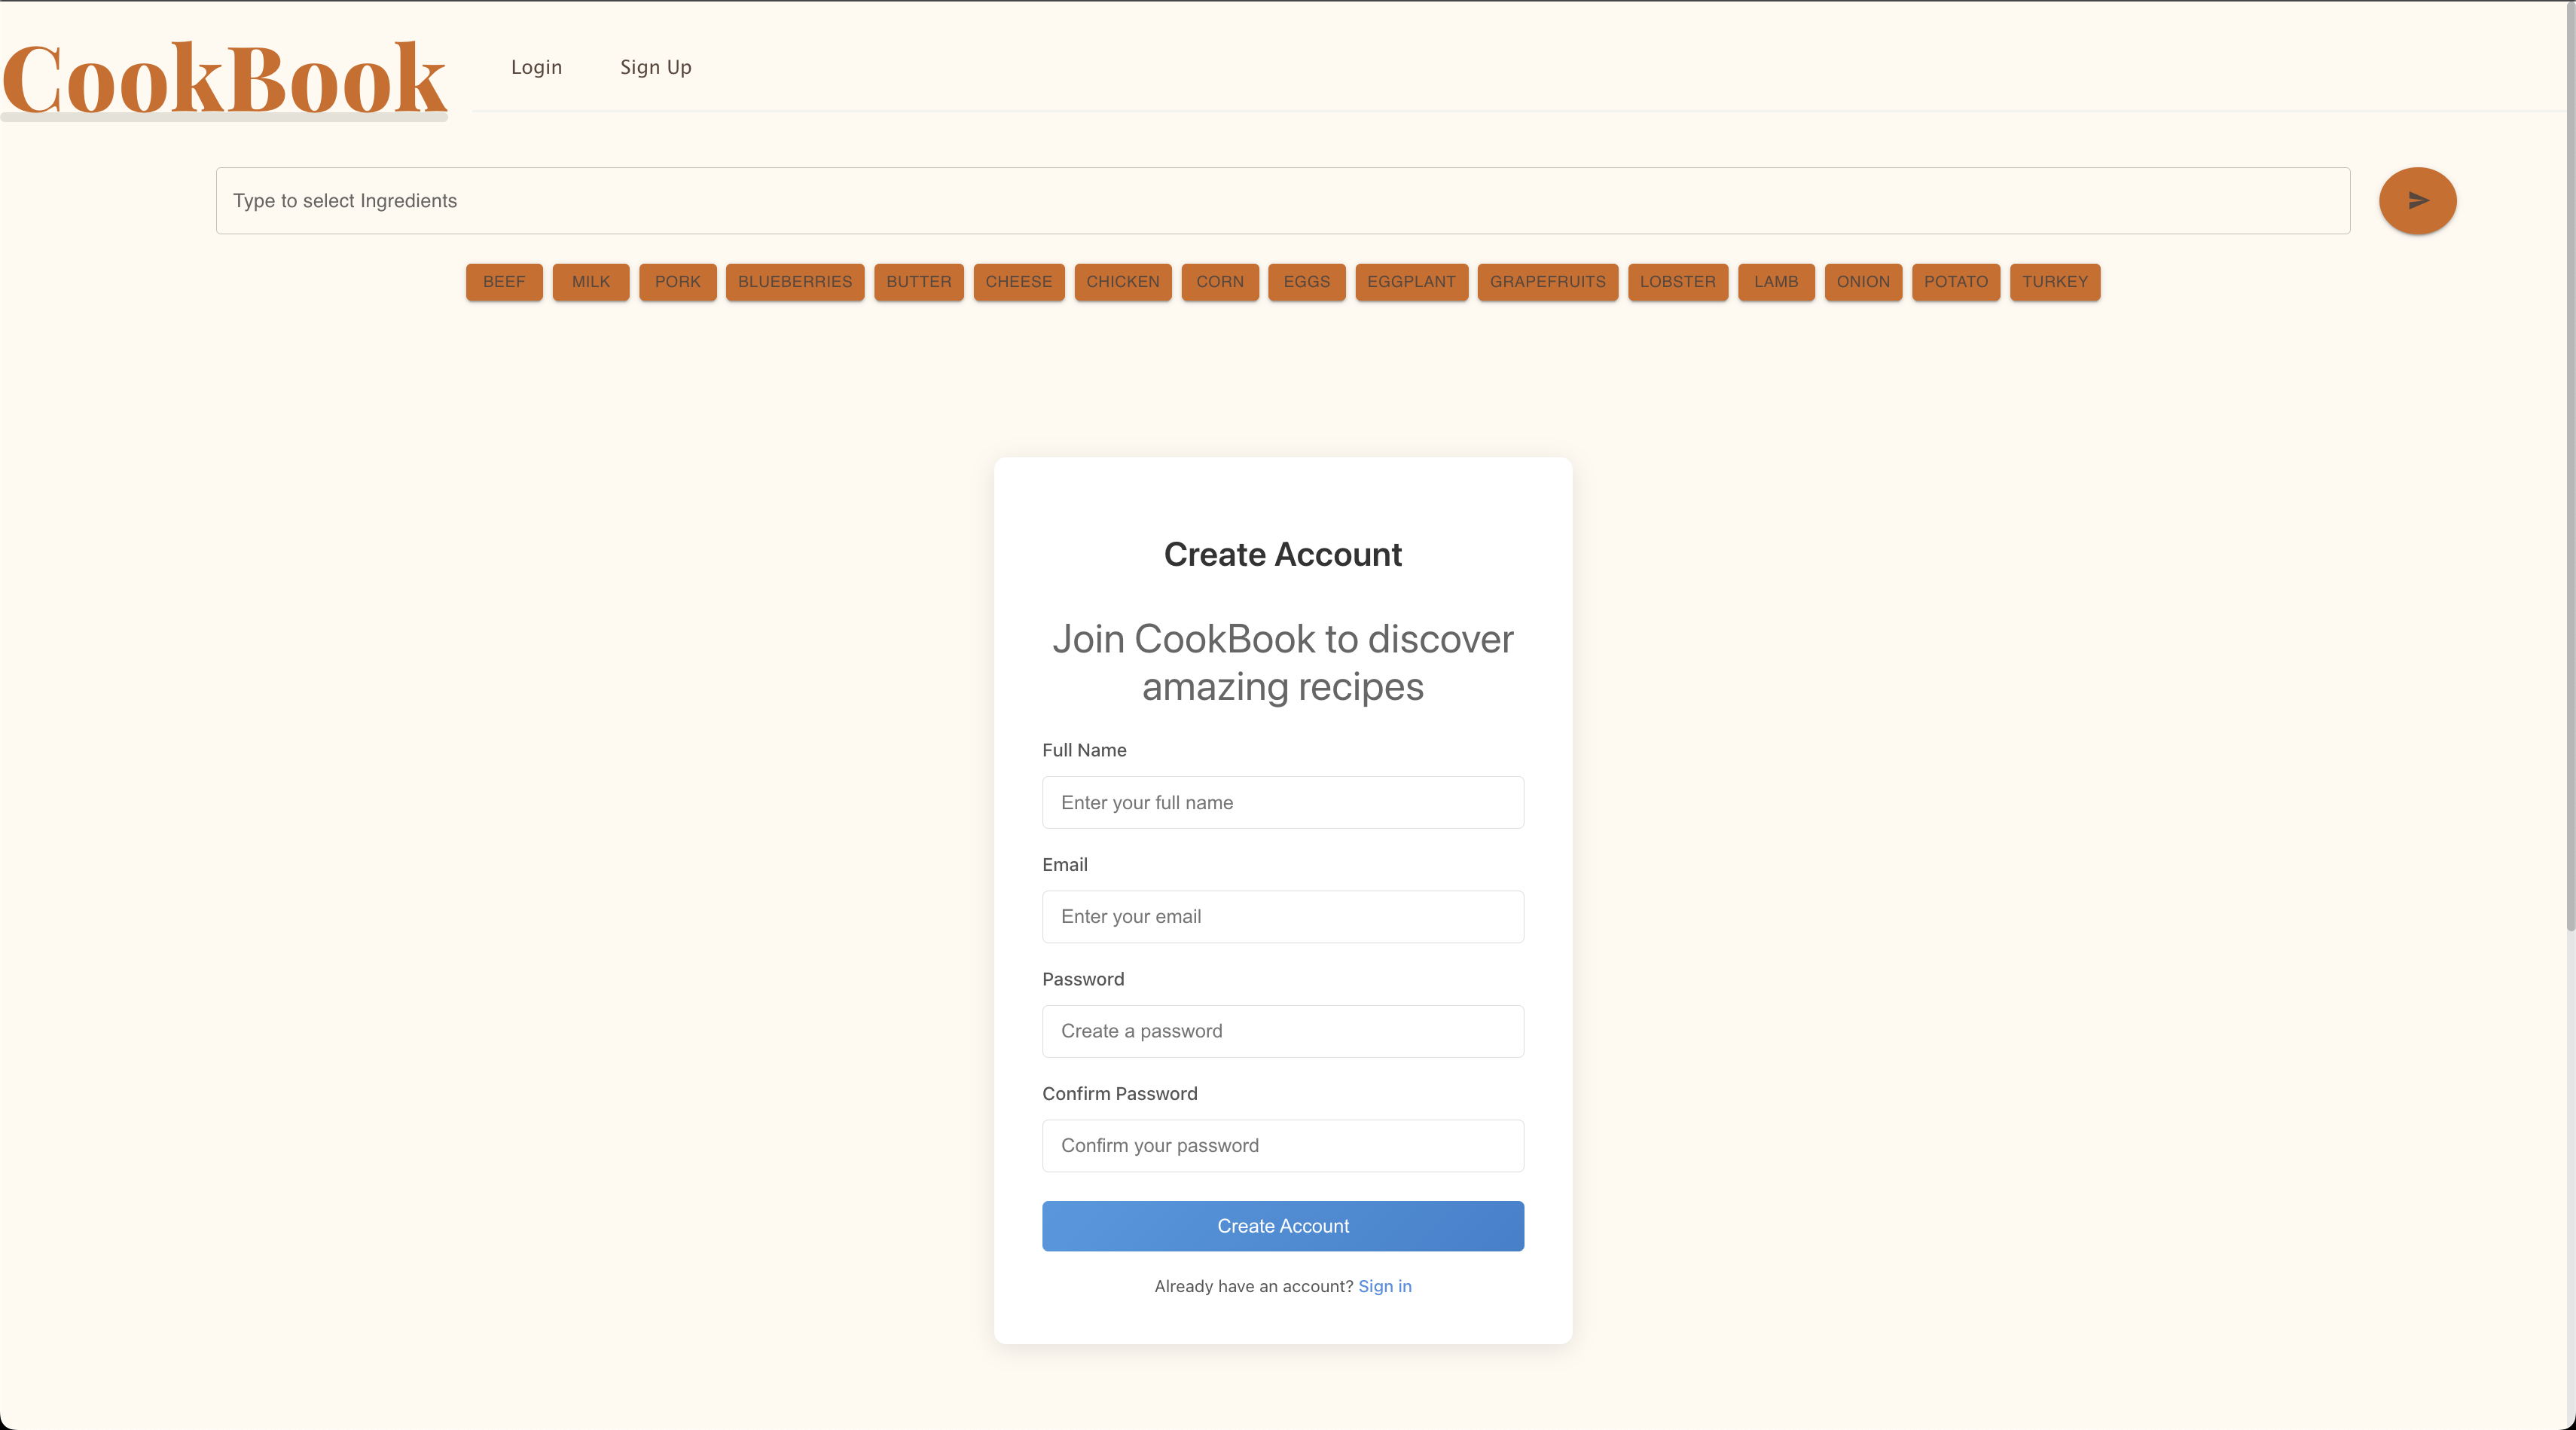 CookBook
Login
Sign Up
Type to select Ingredients
BEEF MILK PORK BLUEBERRIES BUTTER CHEESE CHICKEN CORN EGGS EGGPLANT GRAPEFRUITS LOBSTER LAMB ONION POTATO TURKEY
Create Account
Join CookBook to discover
amazing recipes
Full Name
Enter your full name
Email
Enter your email
Password
Create a password
Confirm Password
Confirm your password
Create Account
Already have an account? Sign in